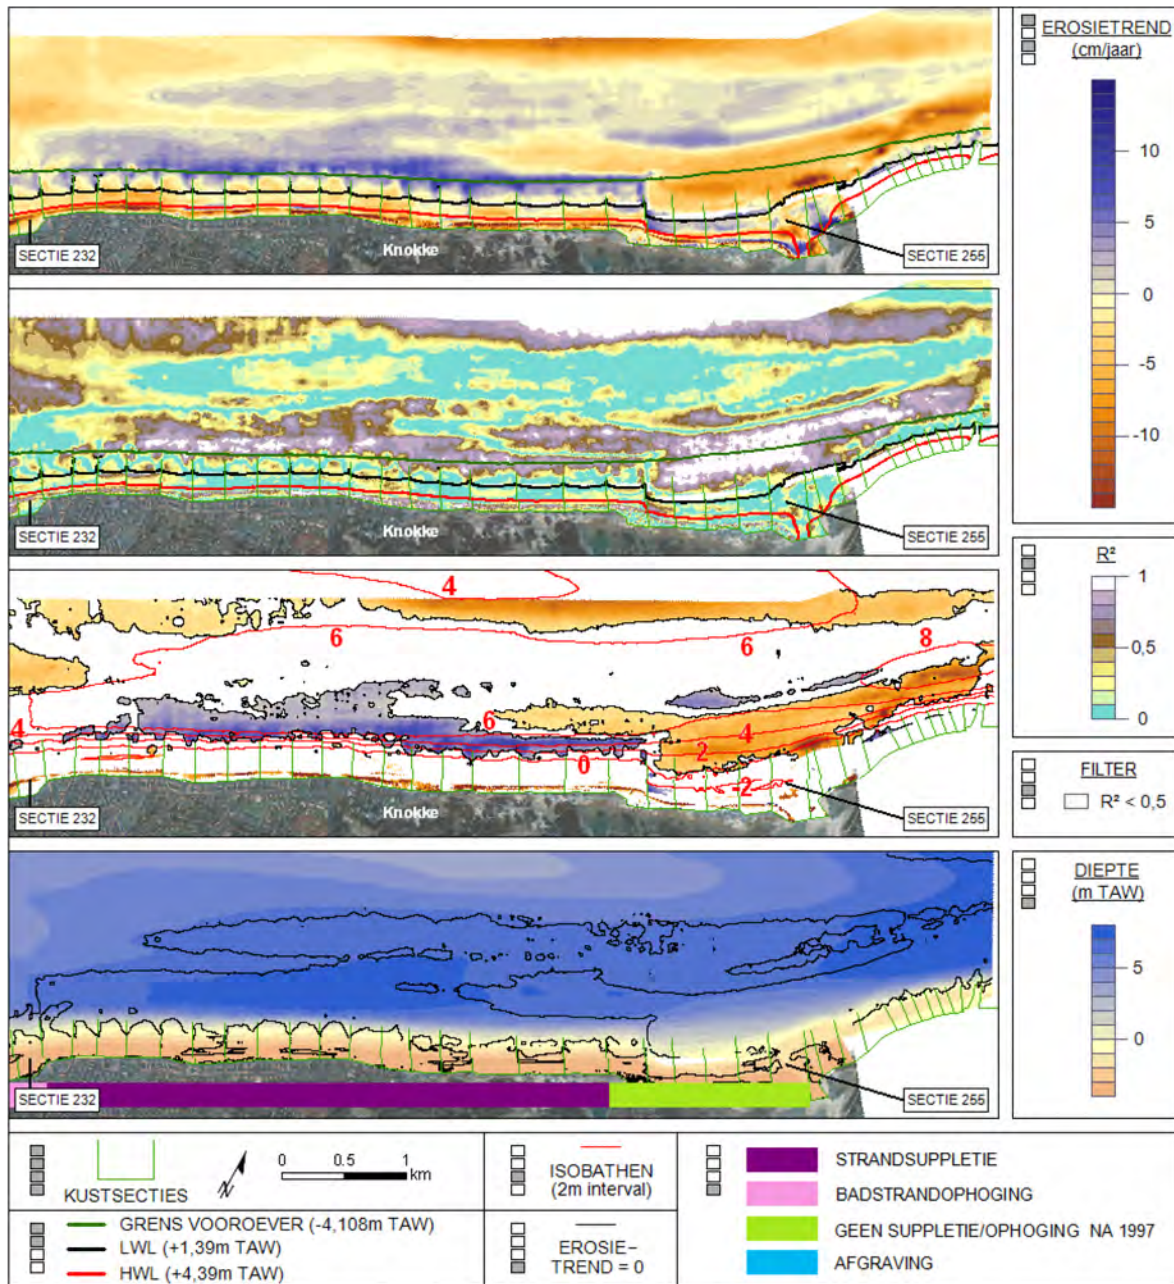 EROSIETREND
(cm/jaar)
10
5
0
-5
-10
Knokke
SECTIE 232
SECTIE 255
Knokke
SECTIE 232
SECTIE 255
R²
1
0,5
0
4
6
6
8
4
6
4
2
0
-2
SECTIE 232
SECTIE 255
FILTER
R² < 0,5
DIEPTE
(m TAW)
5
0
SECTIE 232
SECTIE 255
KUSTSECTIES
N
0 0.5 1
km
ISOBATHEN
(2m interval)
STRANDSUPPLETIE
BADSTRANDOPHOGING
GEEN SUPPLETIE/OPHOGING NA 1997
AFGRAVING
GRENS VOOROEVER (-4,108m TAW)
LWL (+1,39m TAW)
HWL (+4,39m TAW)
EROSIE-
TREND = 0